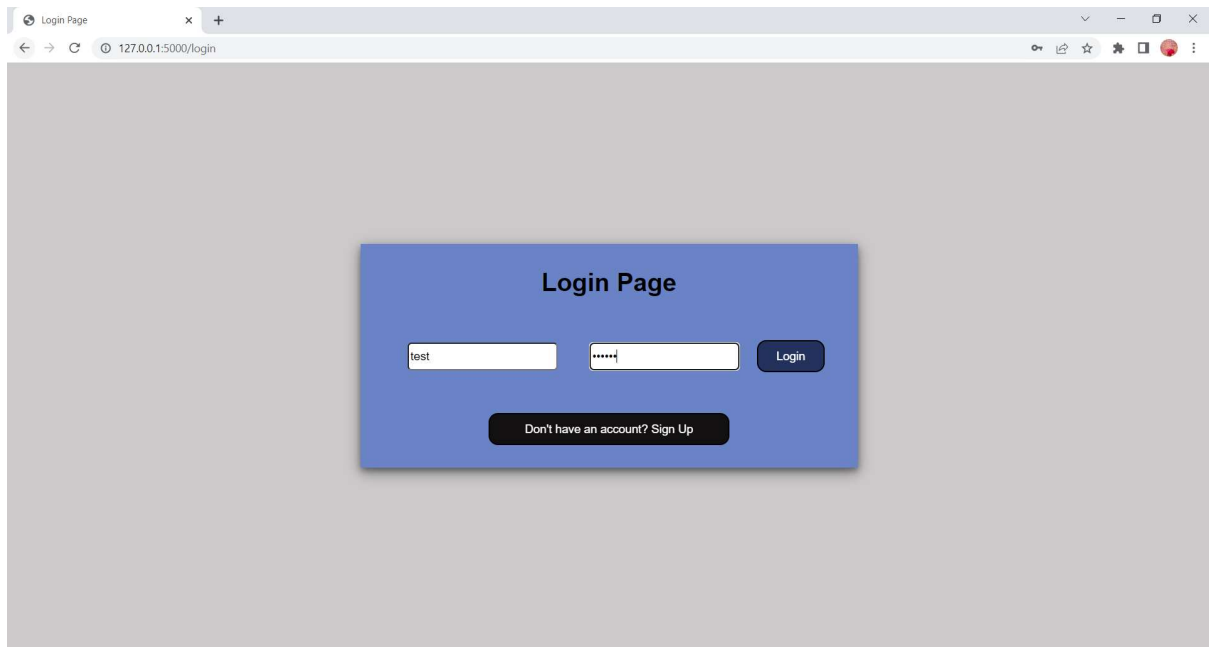 Login Page
127.0.0.1:5000/login
Login Page
test
••••••
Login
Don't have an account? Sign Up